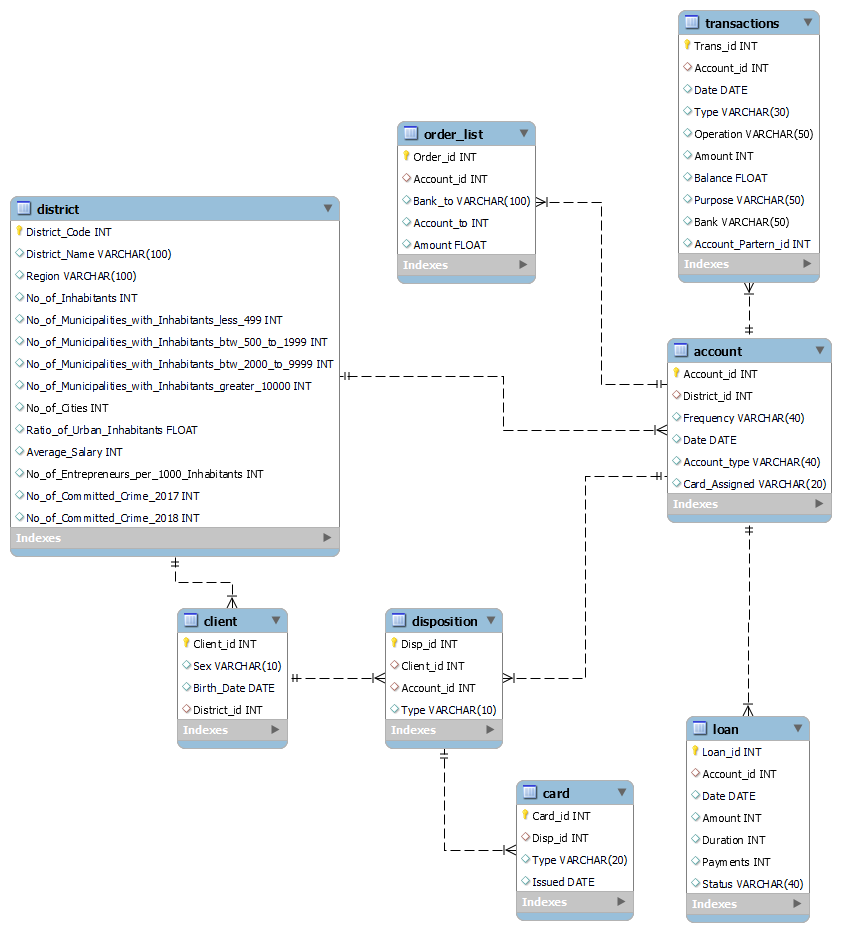 transactions
Trans_id INT
Account_id INT
Date DATE
Type VARCHAR(30)
Operation VARCHAR(50)
Amount INT
Balance FLOAT
Purpose VARCHAR(50)
Bank VARCHAR(50)
Account_Partern_id INT
Indexes
order_list
Order_id INT
Account_id INT
Bank_to VARCHAR(100)
Account_to INT
Amount FLOAT
Indexes
district
District_Code INT
District_Name VARCHAR(100)
Region VARCHAR(100)
No_of_Inhabitants INT
No_of_Municipalities_with_Inhabitants_less_499 INT
No_of_Municipalities_with_Inhabitants_btw_500_to_1999 INT
No_of_Municipalities_with_Inhabitants_btw_2000_to_9999 INT
No_of_Municipalities_with_Inhabitants_greater_10000 INT
No_of_Cities INT
Ratio_of_Urban_Inhabitants FLOAT
Average_Salary INT
No_of_Entrepreneurs_per_1000_Inhabitants INT
No_of_Committed_Crime_2017 INT
No_of_Committed_Crime_2018 INT
Indexes
account
Account_id INT
District_id INT
Frequency VARCHAR(40)
Date DATE
Account_type VARCHAR(40)
Card_Assigned VARCHAR(20)
Indexes
client
Client_id INT
Sex VARCHAR(10)
Birth_Date DATE
District_id INT
Indexes
disposition
Disp_id INT
Client_id INT
Account_id INT
Type VARCHAR(10)
Indexes
card
Card_id INT
Disp_id INT
Type VARCHAR(20)
Issued DATE
Indexes
loan
Loan_id INT
Account_id INT
Date DATE
Amount INT
Duration INT
Payments INT
Status VARCHAR(40)
Indexes